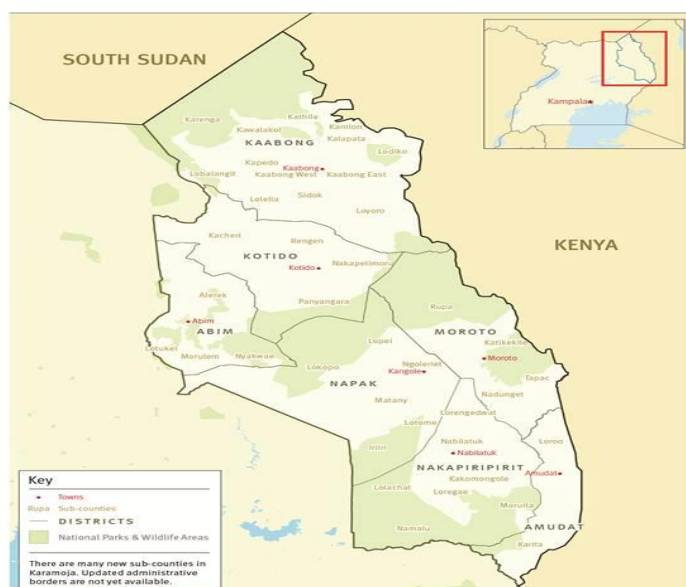 SOUTH SUDAN
Kampala
Karenga
Kathile
Kawalakol
Kamion
KAABONG
Kalapata
Lodiko
Kapedo
Kaabong
Lobalangit
Kaabong West
Kaabong East
Sidok
Lolelia
Loyoro
KENYA
Kacheri
Rengen
KOTIDO
Nakapelimoru
Kotido
Alerek
Panyangara
Rupa
Abim
ABIM
MOROTO
Lotukei
Morulem
Nyakwae
Lopei
Katikekile
Moroto
Lokopo
Ngoleriet
Kangole
Tapac
NAPAK
Nadunget
Matany
Lorengedwat
Lotome
Iriiri
Nabilatuk
Loroo
Nabilatuk
NAKAPIRIPIRIT
Amudat
Kakomongole
Lolachat
Loregae
Moruita
Namalu
AMUDAT
Karita
Key
Towns
Rupa Sub-counties
DISTRICTS
National Parks & Wildlife Areas
There are many new sub-counties in
Karamoja. Updated administrative
borders are not yet available.